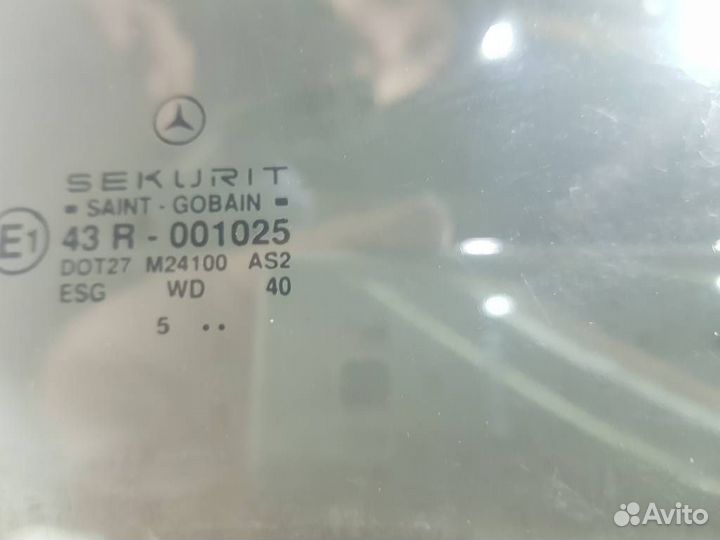 SEKURIT
SAINT - GOBAIN
E1 43 R - 001025
DOT27 M24100 AS2
ESG WD 40
5 ..
Avito